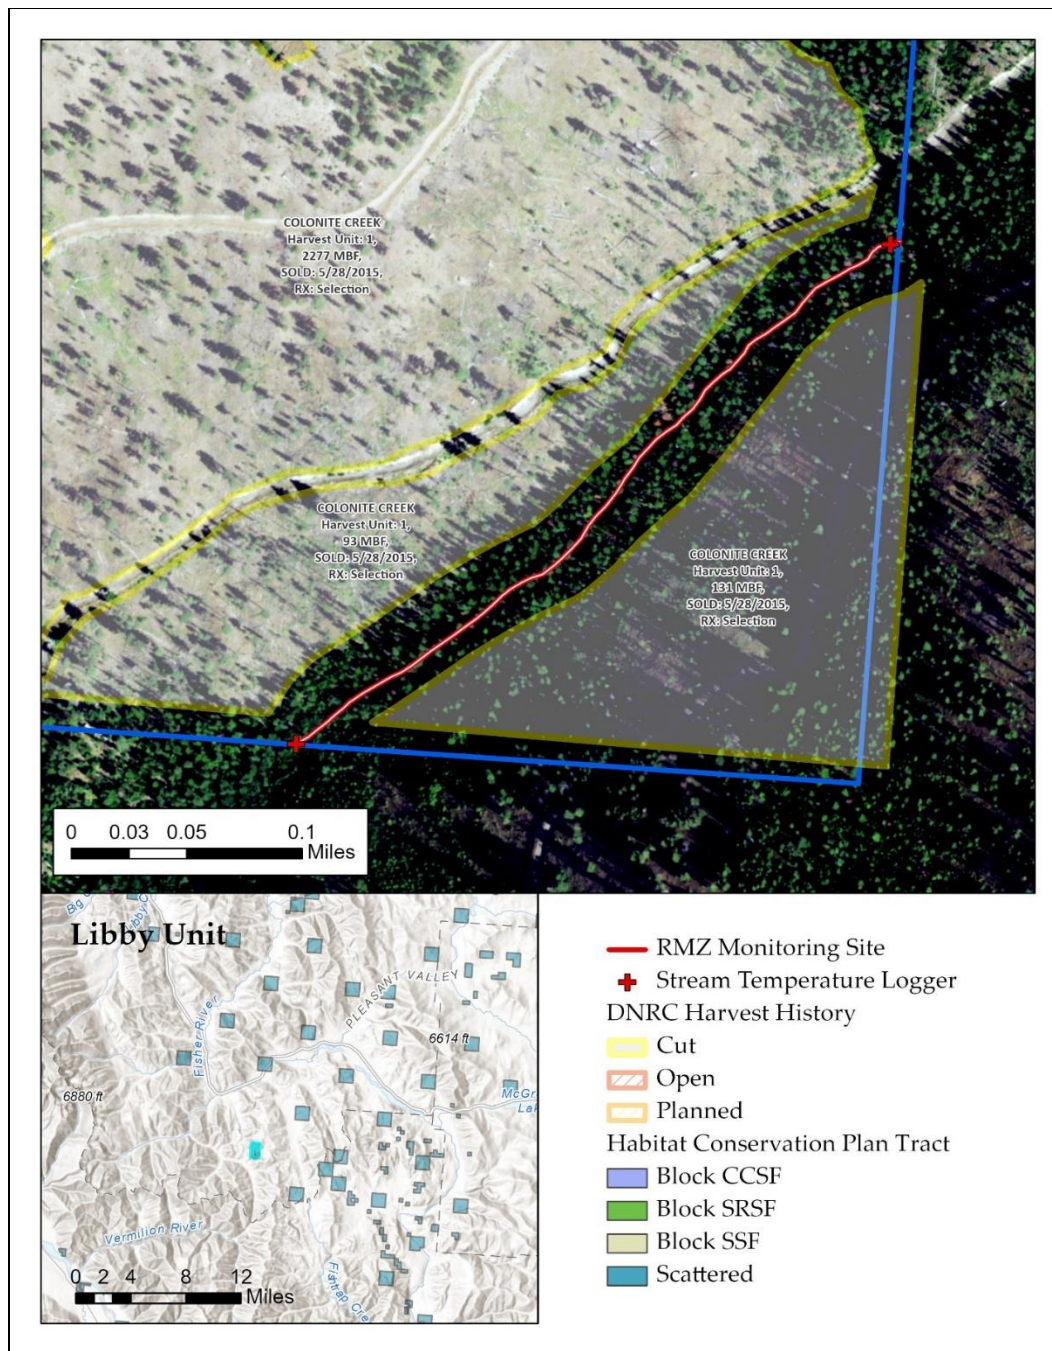 COLONITE CREEK
Harvest Unit: 1,
2277 MBF,
SOLD: 5/28/2015,
RX: Selection
COLONITE CREEK
Harvest Unit: 1,
93 MBF,
SOLD: 5/28/2015,
RX: Selection
COLONITE CREEK
Harvest Unit: 1,
131 MBF,
SOLD: 5/28/2015,
RX: Selection
0 0.03 0.05 0.1
Miles
Libby Unit
PLEASANT VALLEY
Fisher River
6614 ft
6880 ft
McGr
Lak
Vermilion River
Fishtrap Cre
0 2 4 8 12
Miles
RMZ Monitoring Site
Stream Temperature Logger
DNRC Harvest History
Cut
Open
Planned
Habitat Conservation Plan Tract
Block CCSF
Block SRSF
Block SSF
Scattered